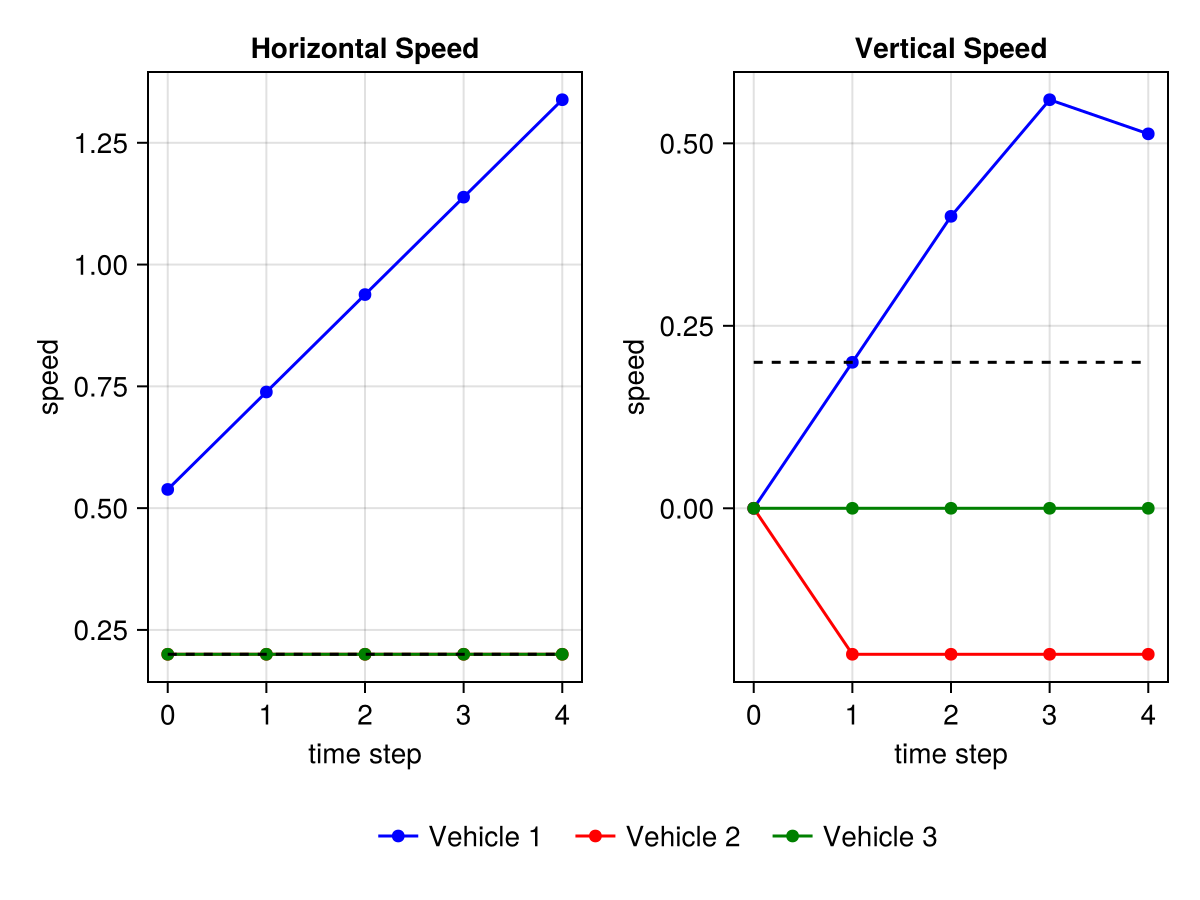 Horizontal Speed
speed
1.25
1.00
0.75
0.50
0.25
0 1 2 3 4
time step
Vertical Speed
speed
0.50
0.25
0.00
0 1 2 3 4
time step
Vehicle 1 Vehicle 2 Vehicle 3